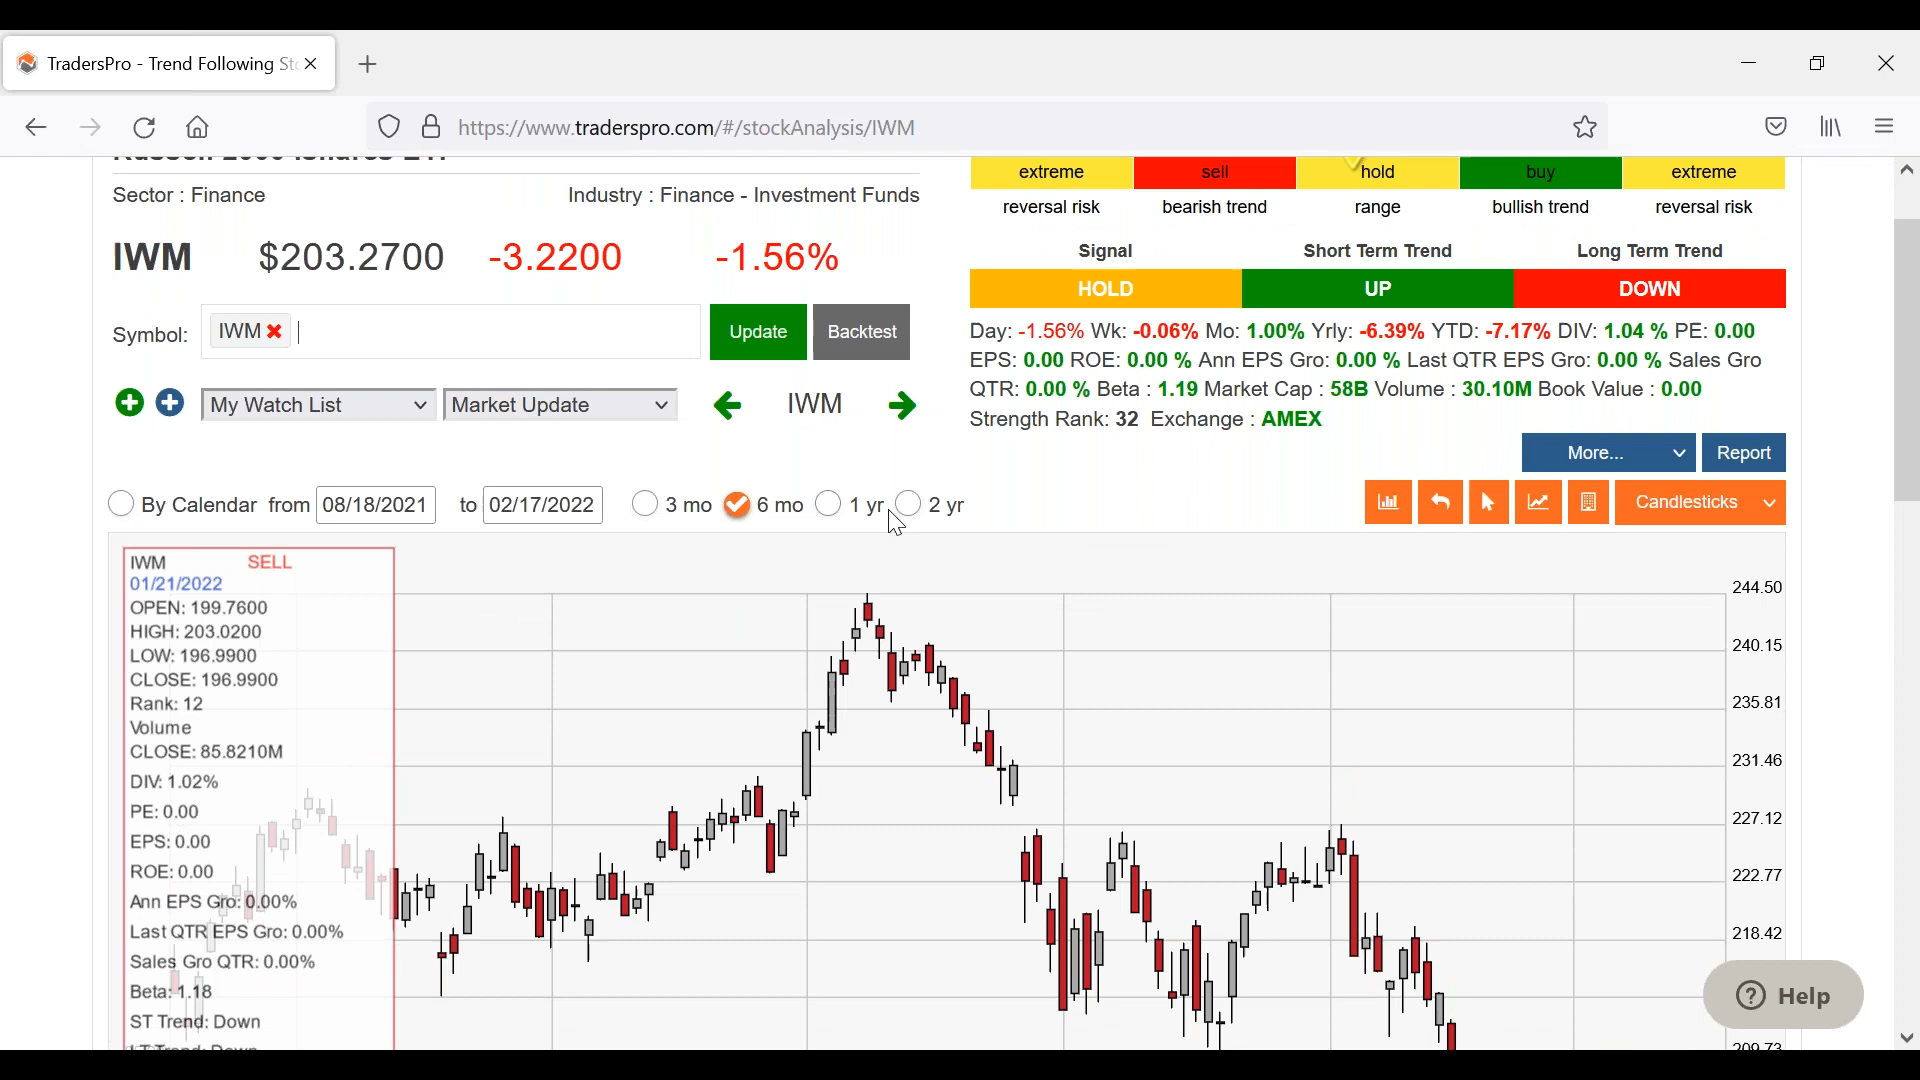 TradersPro - Trend Following Sto
https://www.traderspro.com/#/stockAnalysis/IWM
Sector : Finance
Industry : Finance - Investment Funds
IWM $203.2700 -3.2200 -1.56%
Symbol: IWM Update Backtest
My Watch List Market Update IWM
extreme sell hold buy extreme
reversal risk bearish trend range bullish trend reversal risk
Signal Short Term Trend Long Term Trend
HOLD UP DOWN
Day: -1.56% Wk: -0.06% Mo: 1.00% Yrly: -6.39% YTD: -7.17% DIV: 1.04 % PE: 0.00
EPS: 0.00 ROE: 0.00 % Ann EPS Gro: 0.00 % Last QTR EPS Gro: 0.00 % Sales Gro
QTR: 0.00 % Beta : 1.19 Market Cap : 58B Volume : 30.10M Book Value : 0.00
Strength Rank: 32 Exchange : AMEX
More... Report
By Calendar from 08/18/2021 to 02/17/2022 3 mo 6 mo 1 yr 2 yr
Candlesticks
IWM SELL
01/21/2022
OPEN: 199.7600
HIGH: 203.0200
LOW: 196.9900
CLOSE: 196.9900
Rank: 12
Volume
CLOSE: 85.8210M
DIV: 1.02%
PE: 0.00
EPS: 0.00
ROE: 0.00
Ann EPS Gro: 0.00%
Last QTR EPS Gro: 0.00%
Sales Gro QTR: 0.00%
Beta: 1.18
ST Trend: Down
244.50
240.15
235.81
231.46
227.12
222.77
218.42
209.73
Help